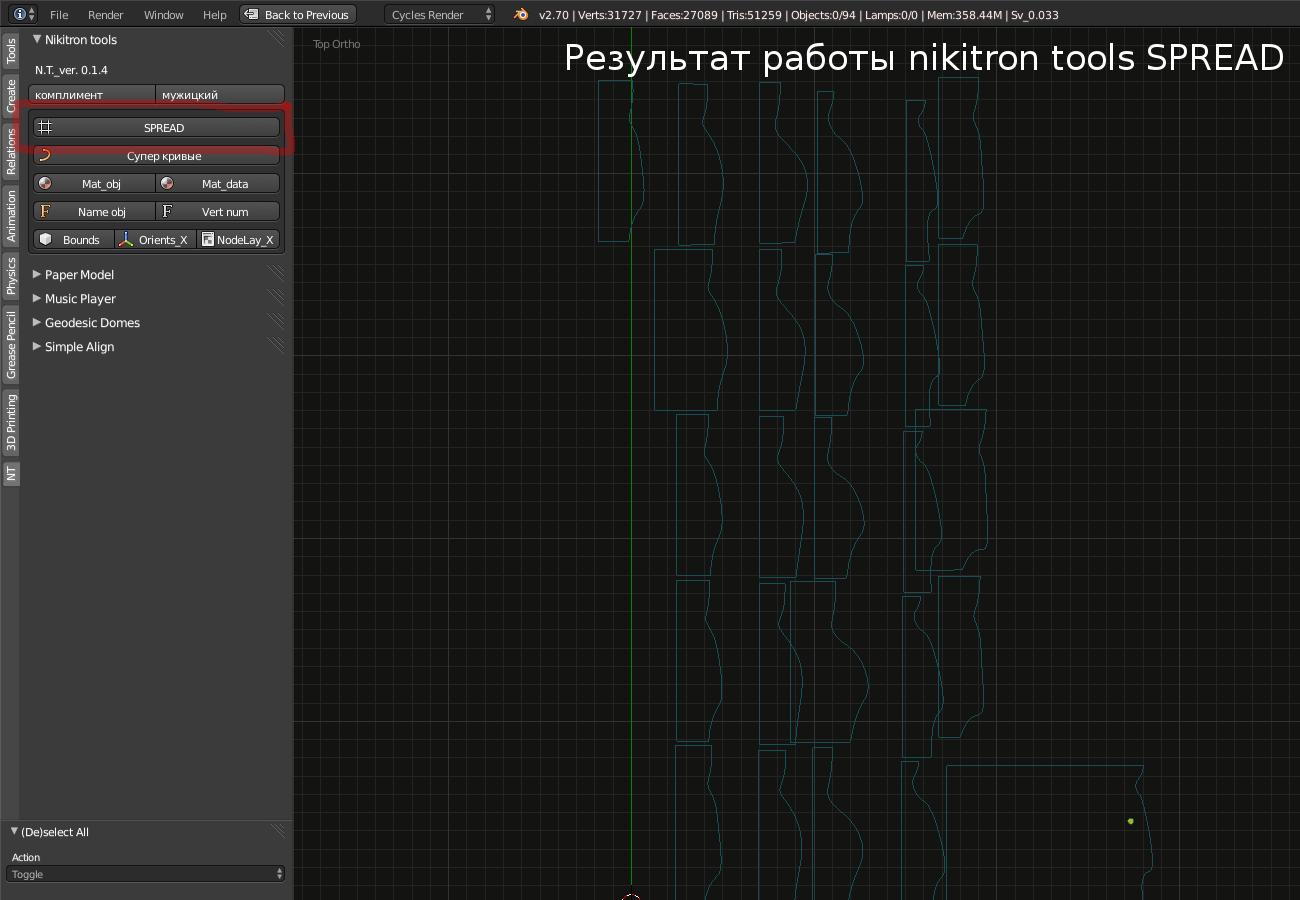 File Render Window Help Back to Previous Cycles Render v2.70 | Verts:31727 | Faces:27089 | Tris:51259 | Objects:0/94 | Lamps:0/0 | Mem:358.44M | Sv_0.033
Tools
Create
Relations
Animation
Physics
Grease Pencil
3D Printing
NT
Nikitron tools
N.T._ver. 0.1.4
комплимент мужицкий
SPREAD
Супер кривые
Mat_obj Mat_data
Name obj Vert num
Bounds Orients_X NodeLay_X
Paper Model
Music Player
Geodesic Domes
Simple Align
(De)select All
Action
Toggle
Top Ortho
Результат работы nikitron tools SPREAD